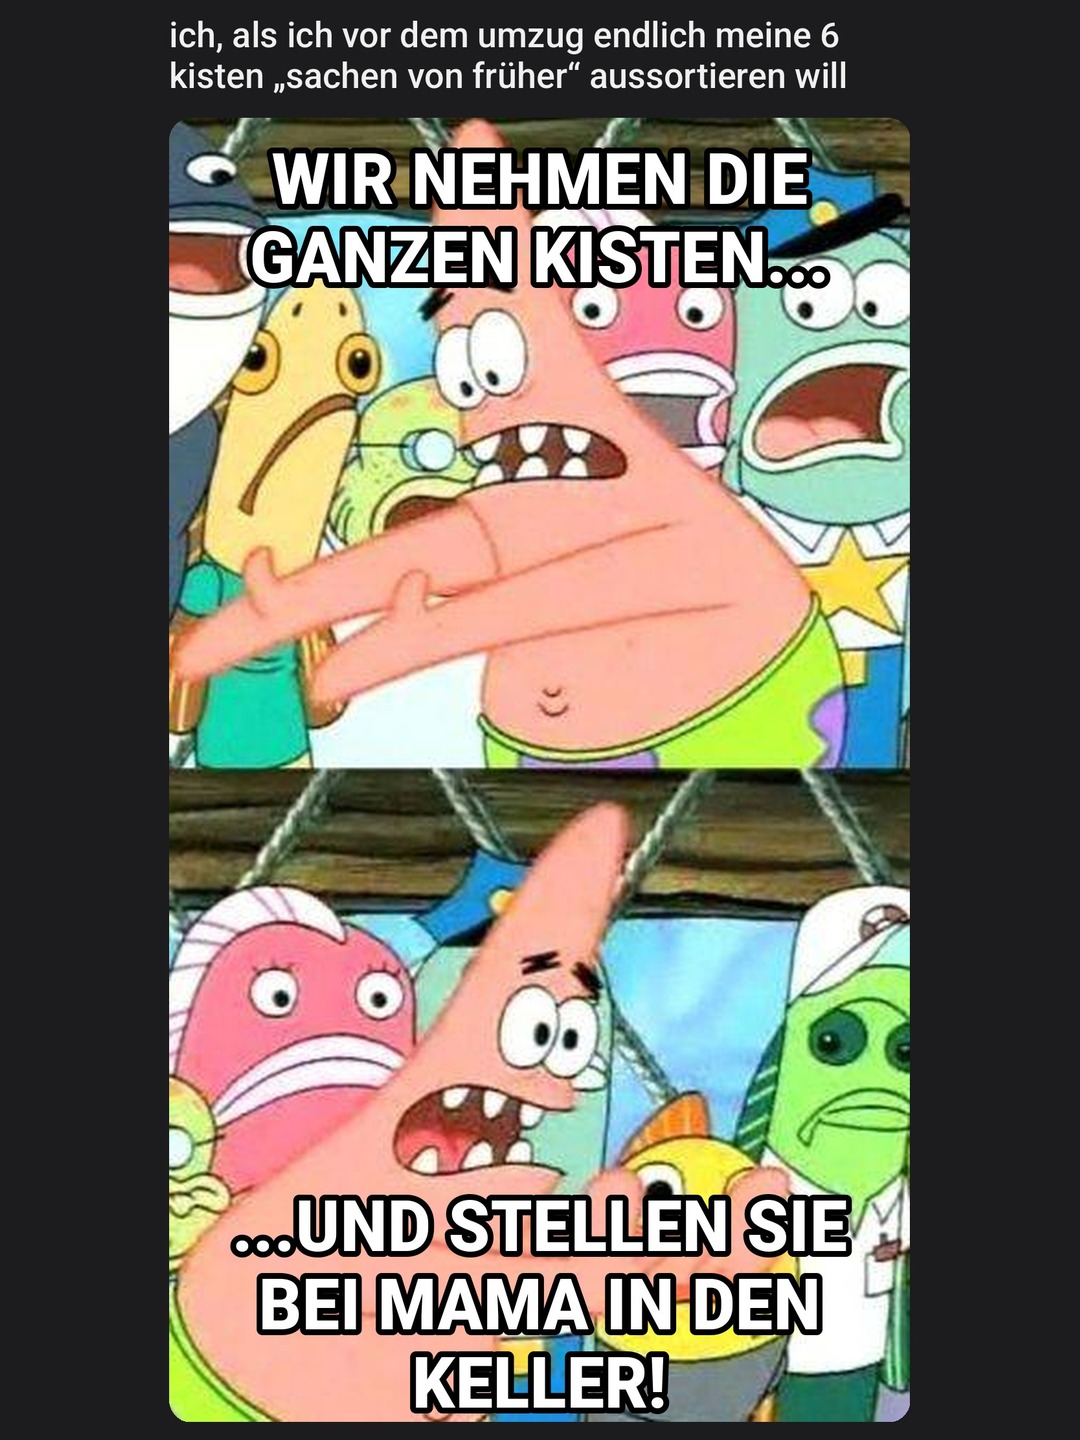 ich, als ich vor dem umzug endlich meine 6
kisten „sachen von früher“ aussortieren will
WIR NEHMEN DIE
GANZEN KISTEN...
...UND STELLEN SIE
BEI MAMA IN DEN
KELLER!